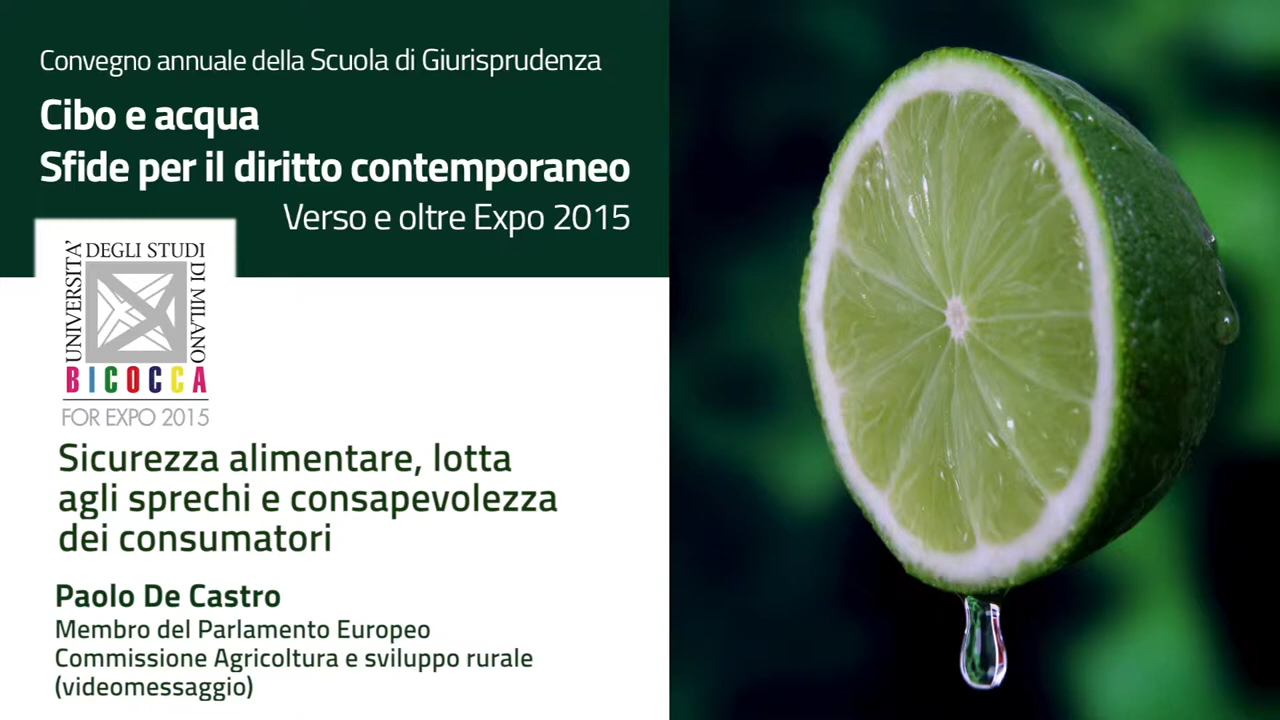 Convegno annuale della Scuola di Giurisprudenza
Cibo e acqua
Sfide per il diritto contemporaneo
Verso e oltre Expo 2015
UNIVERSITA' DEGLI STUDI DI MILANO
BICOCCA
FOR EXPO 2015
Sicurezza alimentare, lotta
agli sprechi e consapevolezza
dei consumatori
Paolo De Castro
Membro del Parlamento Europeo
Commissione Agricoltura e sviluppo rurale
(videomessaggio)